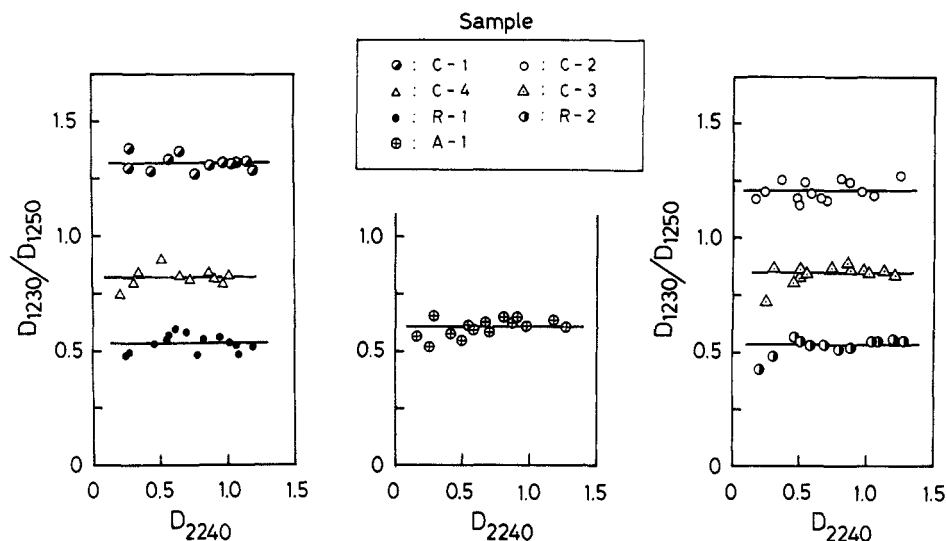 Sample
◑ : C-1 ○ : C-2
△ : C-4 △ : C-3
● : R-1 ◑ : R-2
⊕ : A-1
D1230/D1250
1.5
1.0
0.5
0
0 0.5 1.0 1.5
D2240
1.0
0.5
0
0 0.5 1.0 1.5
D2240
D1230/D1250
1.5
1.0
0.5
0
0 0.5 1.0 1.5
D2240